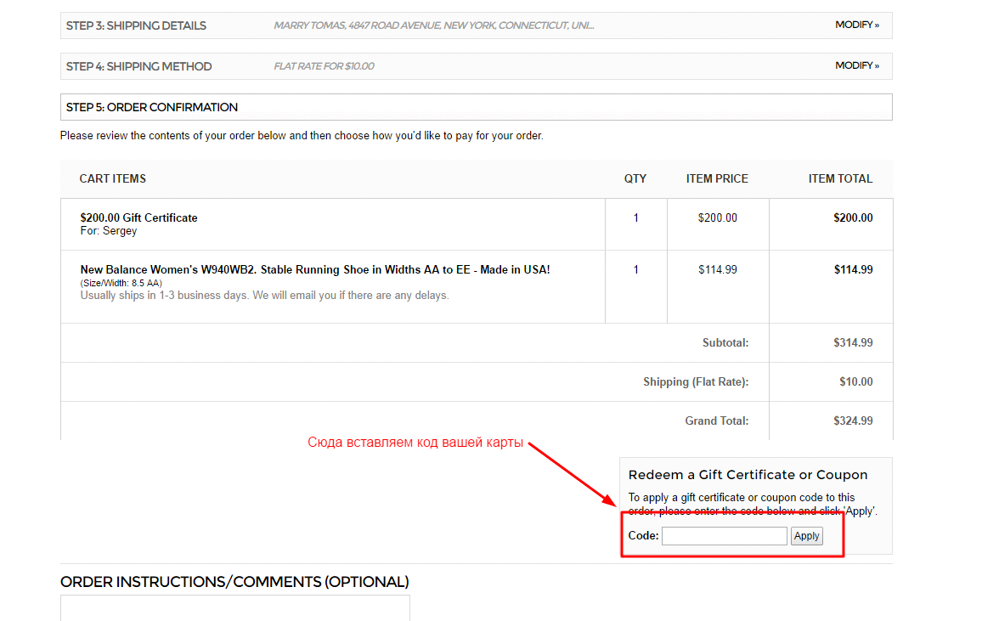 STEP 3: SHIPPING DETAILS MARRY TOMAS, 4847 ROAD AVENUE, NEW YORK, CONNECTICUT, UNI... MODIFY »
STEP 4: SHIPPING METHOD FLAT RATE FOR $10.00 MODIFY »
STEP 5: ORDER CONFIRMATION
Please review the contents of your order below and then choose how you'd like to pay for your order.
CART ITEMS QTY ITEM PRICE ITEM TOTAL
$200.00 Gift Certificate 1 $200.00 $200.00
For: Sergey
New Balance Women's W940WB2. Stable Running Shoe in Widths AA to EE - Made in USA! 1 $114.99 $114.99
(Size/Width: 8.5 AA)
Usually ships in 1-3 business days. We will email you if there are any delays.
Subtotal: $314.99
Shipping (Flat Rate): $10.00
Grand Total: $324.99
Сюда вставляем код вашей карты
Redeem a Gift Certificate or Coupon
To apply a gift certificate or coupon code to this
order, please enter the code below and click 'Apply'.
Code: Apply
ORDER INSTRUCTIONS/COMMENTS (OPTIONAL)